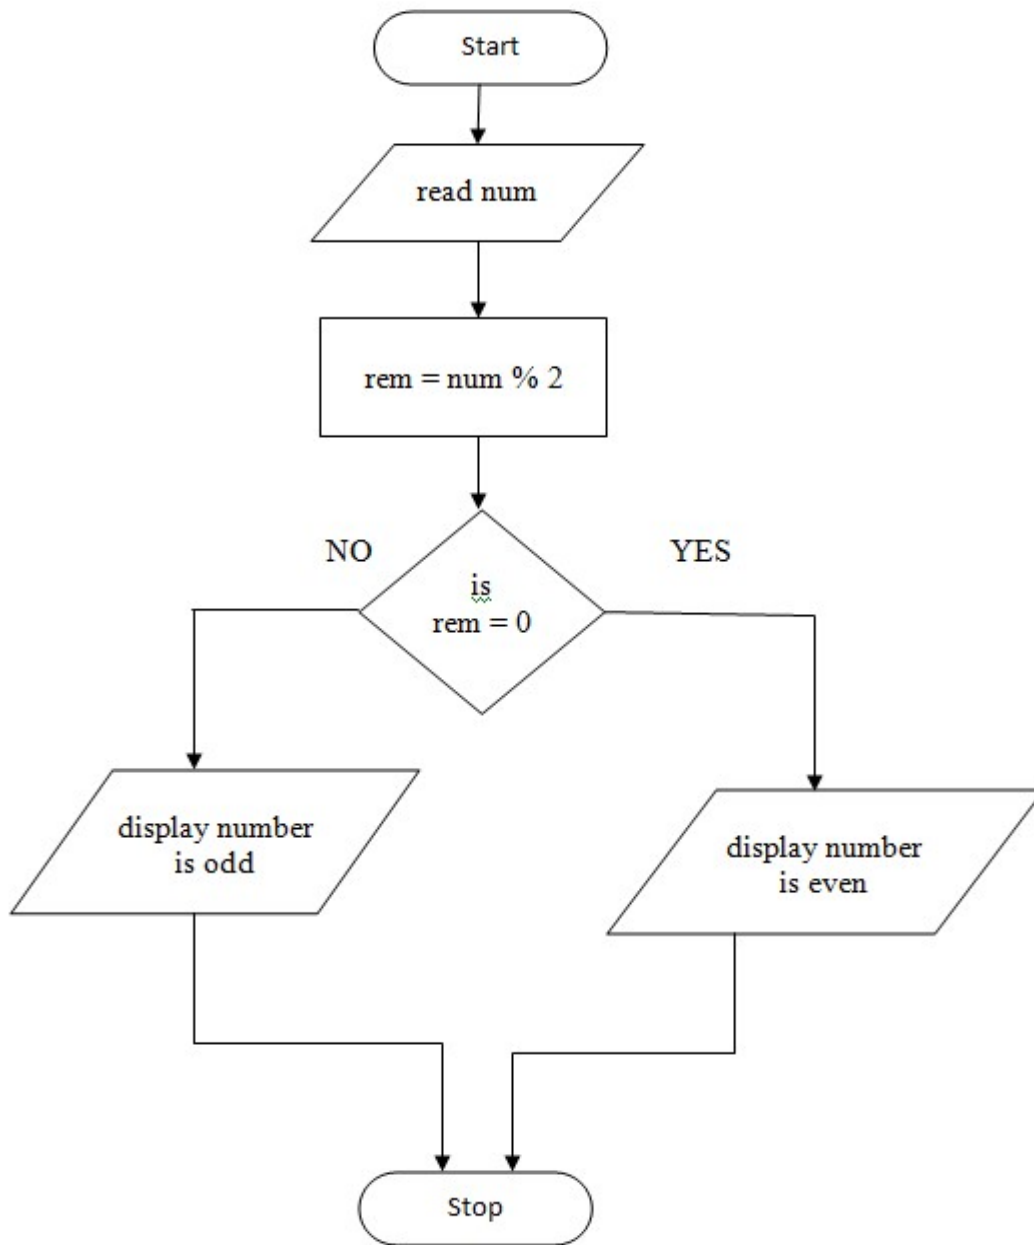 Start
read num
rem = num % 2
NO
YES
is
rem = 0
display number
is odd
display number
is even
Stop